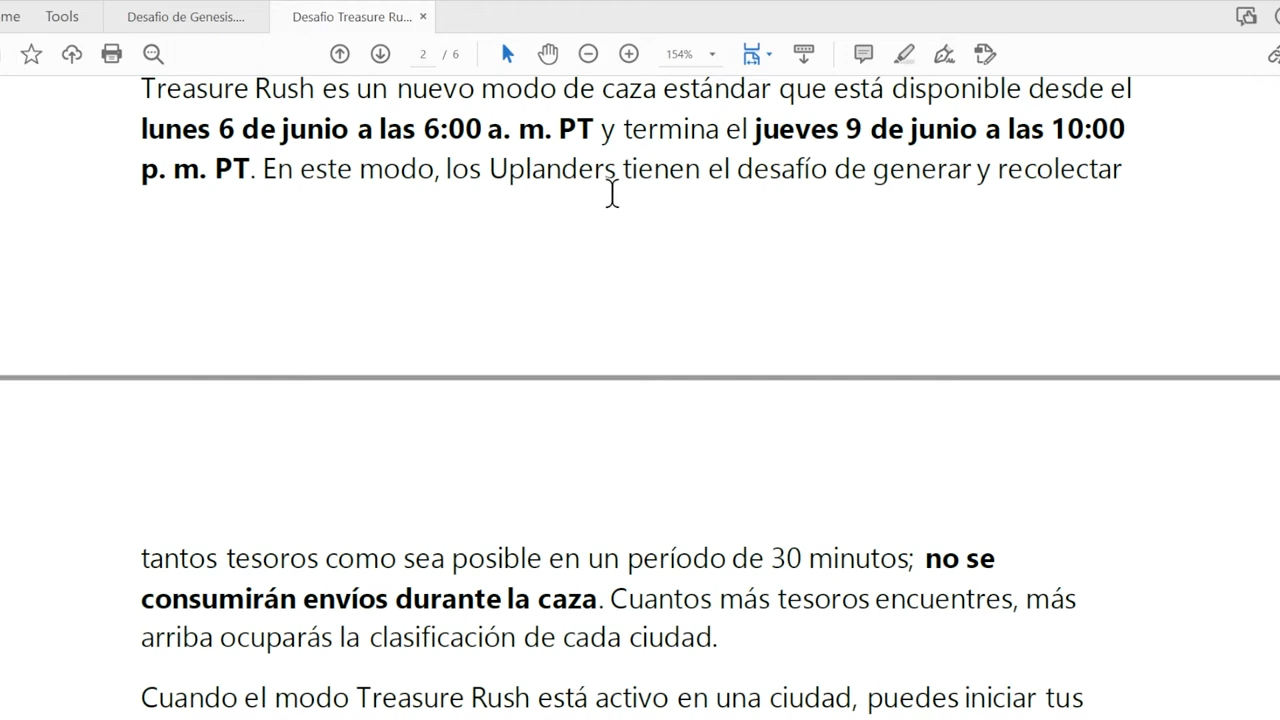 me Tools Desafio de Genesis.... Desafio Treasure Ru... ×
2 / 6 154%
Treasure Rush es un nuevo modo de caza estándar que está disponible desde el
lunes 6 de junio a las 6:00 a. m. PT y termina el jueves 9 de junio a las 10:00
p. m. PT. En este modo, los Uplanders tienen el desafío de generar y recolectar
tantos tesoros como sea posible en un período de 30 minutos; no se
consumirán envíos durante la caza. Cuantos más tesoros encuentres, más
arriba ocuparás la clasificación de cada ciudad.
Cuando el modo Treasure Rush está activo en una ciudad, puedes iniciar tus